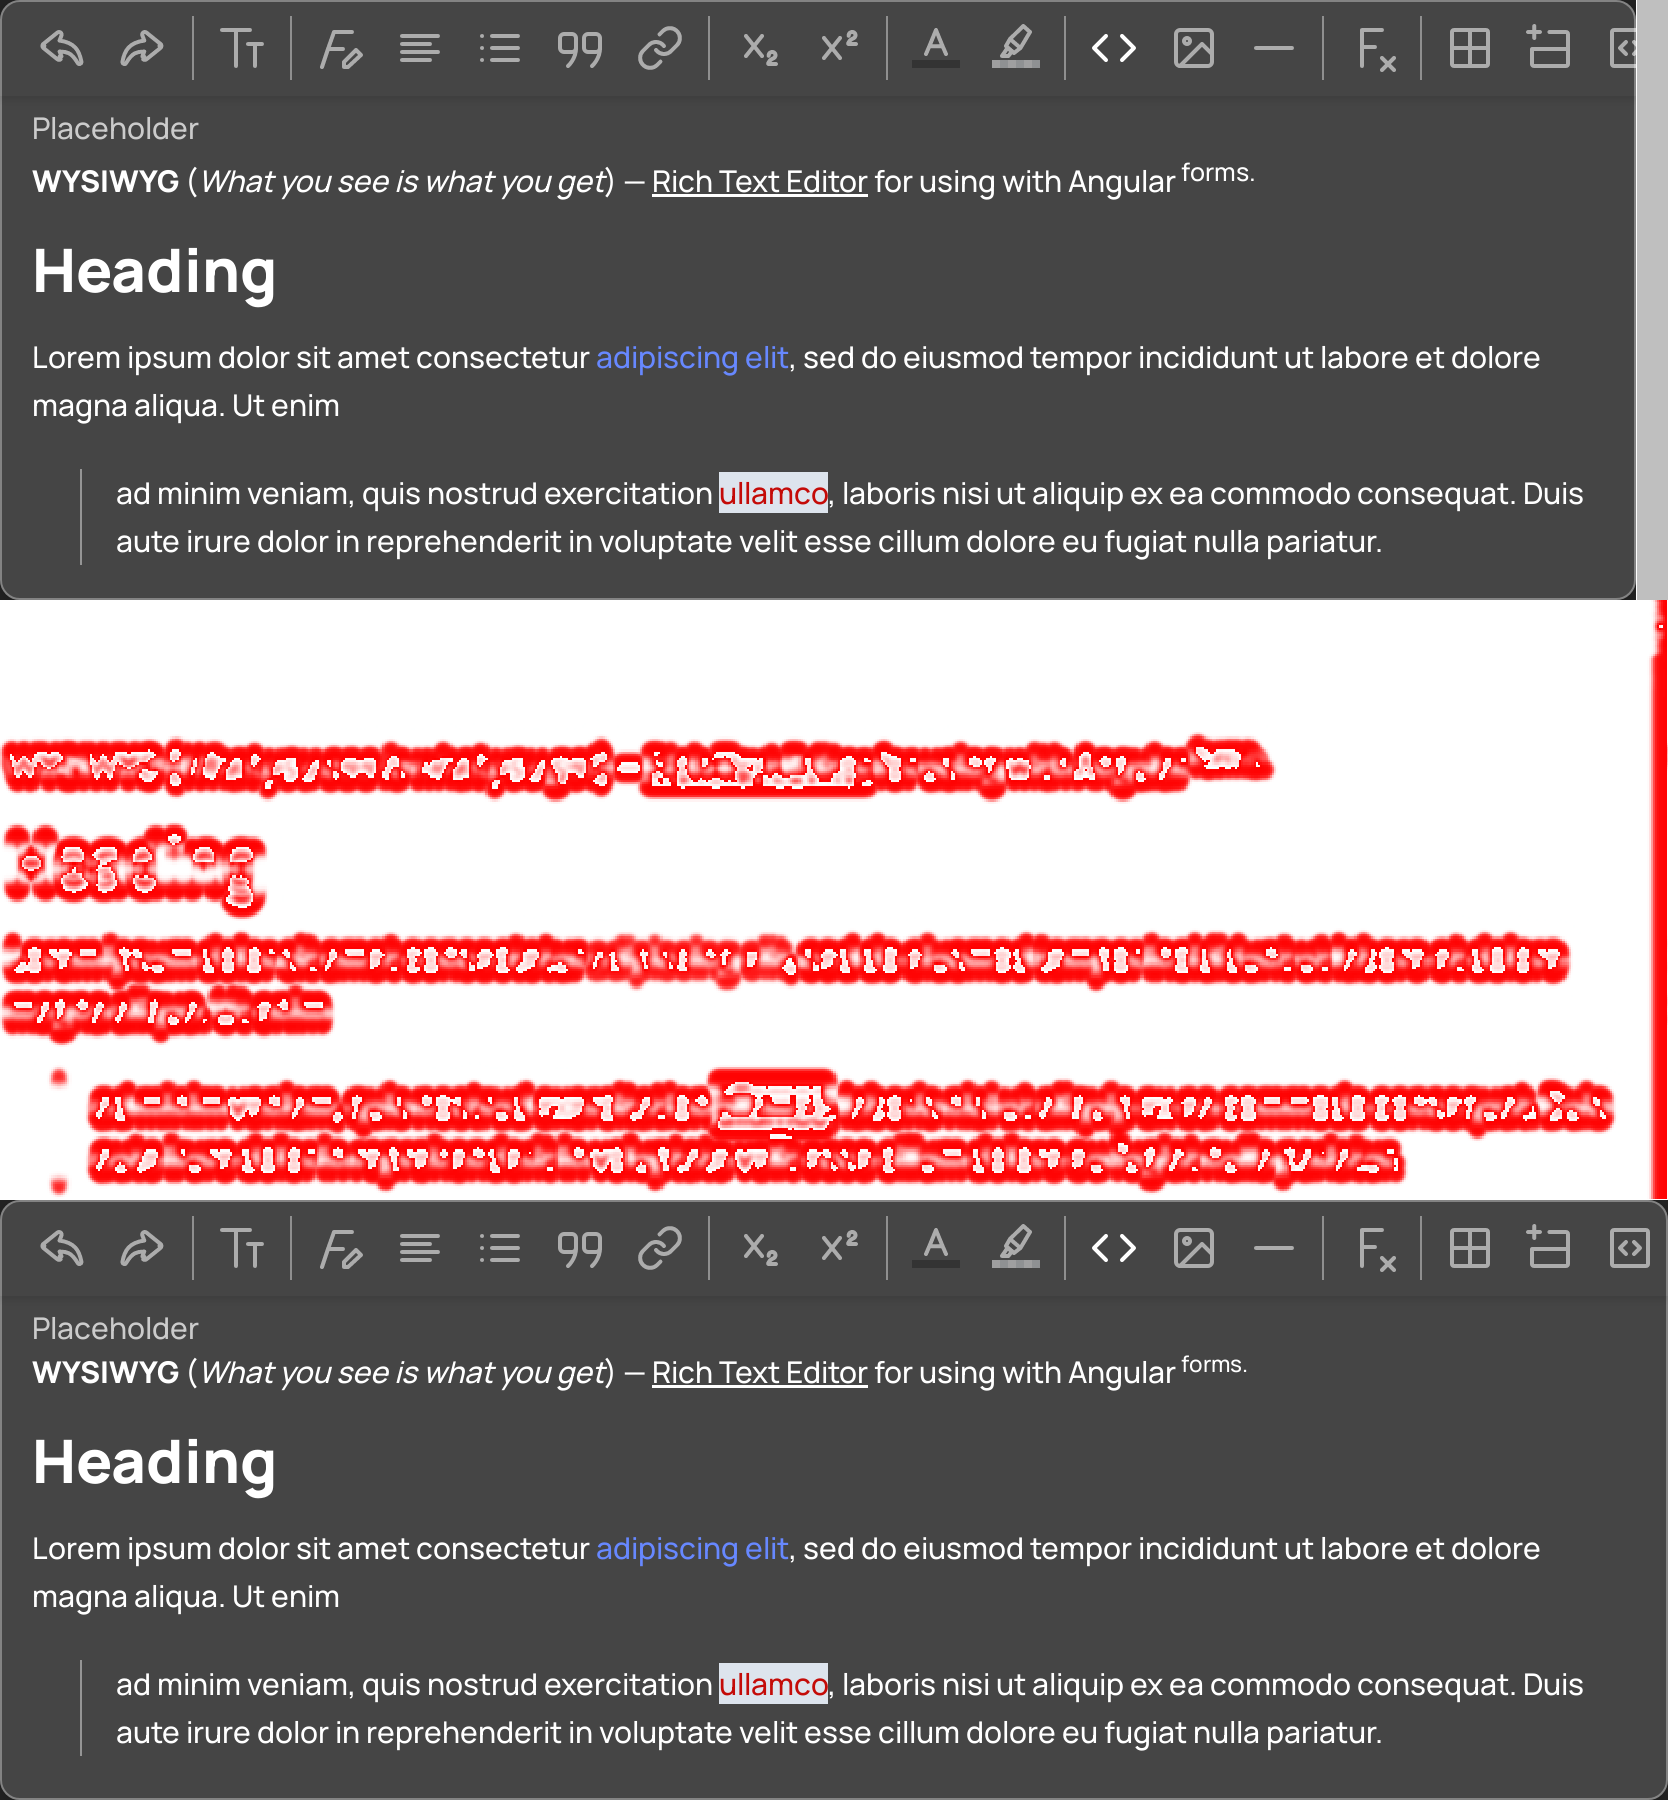 Placeholder
WYSIWYG (What you see is what you get) — Rich Text Editor for using with Angular forms.
Heading
Lorem ipsum dolor sit amet consectetur adipiscing elit, sed do eiusmod tempor incididunt ut labore et dolore
magna aliqua. Ut enim
ad minim veniam, quis nostrud exercitation ullamco, laboris nisi ut aliquip ex ea commodo consequat. Duis
aute irure dolor in reprehenderit in voluptate velit esse cillum dolore eu fugiat nulla pariatur.
Placeholder
WYSIWYG (What you see is what you get) — Rich Text Editor for using with Angular forms.
Heading
Lorem ipsum dolor sit amet consectetur adipiscing elit, sed do eiusmod tempor incididunt ut labore et dolore
magna aliqua. Ut enim
ad minim veniam, quis nostrud exercitation ullamco, laboris nisi ut aliquip ex ea commodo consequat. Duis
aute irure dolor in reprehenderit in voluptate velit esse cillum dolore eu fugiat nulla pariatur.